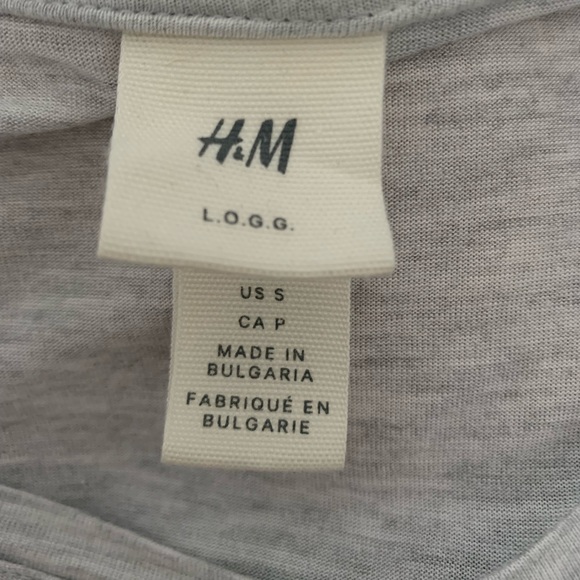 H&M
L.O.G.G.
US S
CA P
MADE IN
BULGARIA
FABRIQUÉ EN
BULGARIE